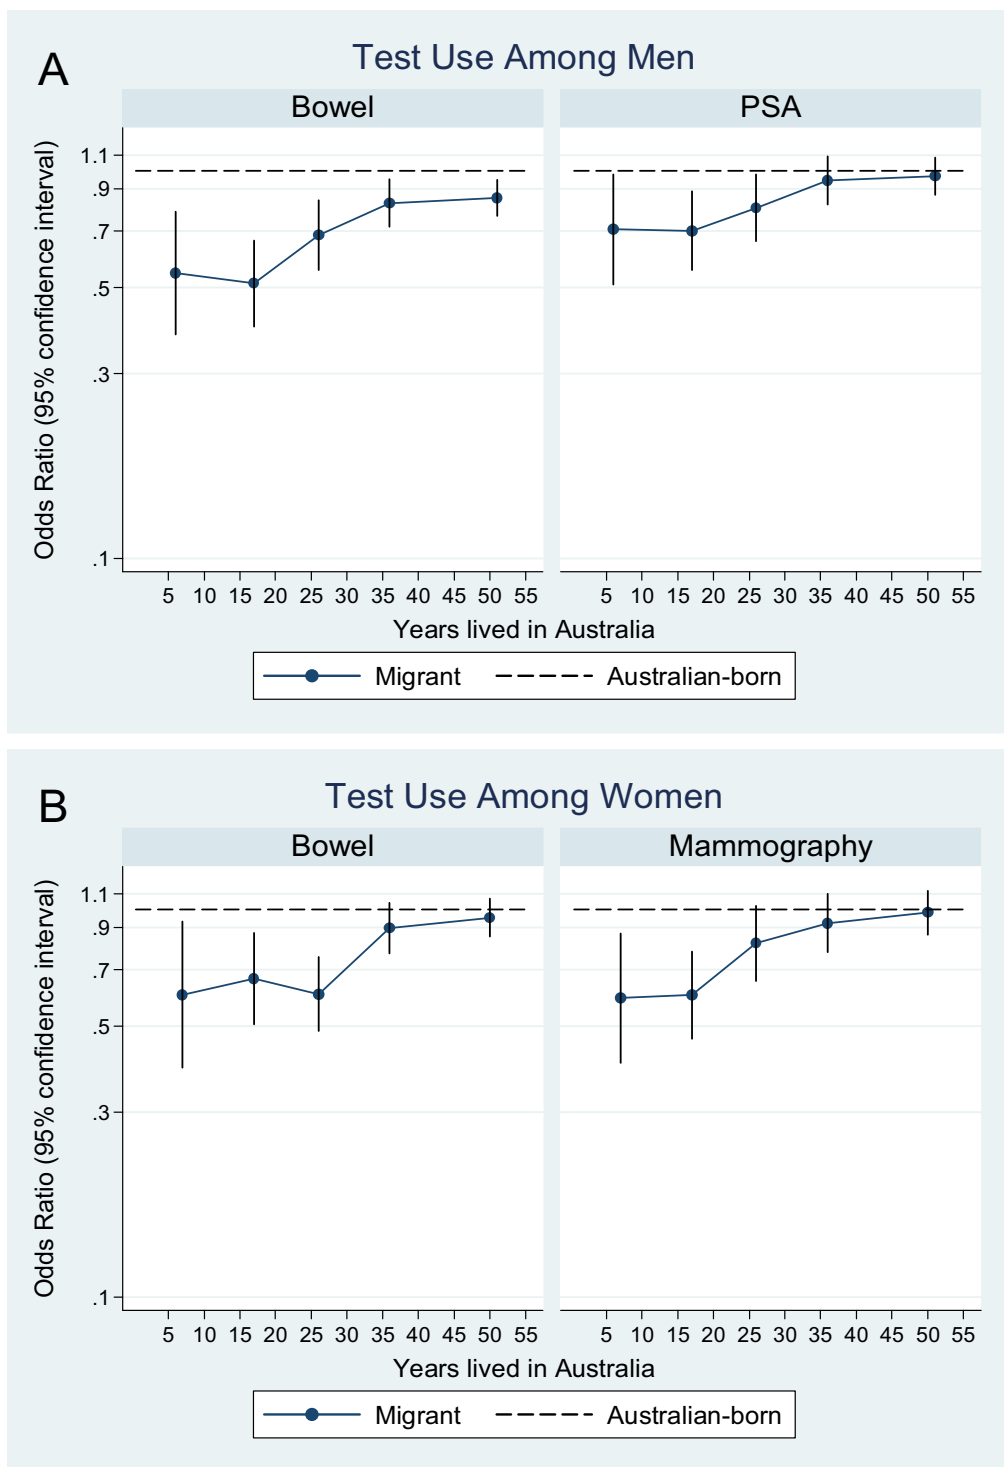 A
Test Use Among Men
Bowel
PSA
Odds Ratio (95% confidence interval)
1.1
.9
.7
.5
.3
.1
5 10 15 20 25 30 35 40 45 50 55
5 10 15 20 25 30 35 40 45 50 55
Years lived in Australia
Migrant
Australian-born
B
Test Use Among Women
Bowel
Mammography
Odds Ratio (95% confidence interval)
1.1
.9
.7
.5
.3
.1
5 10 15 20 25 30 35 40 45 50 55
5 10 15 20 25 30 35 40 45 50 55
Years lived in Australia
Migrant
Australian-born